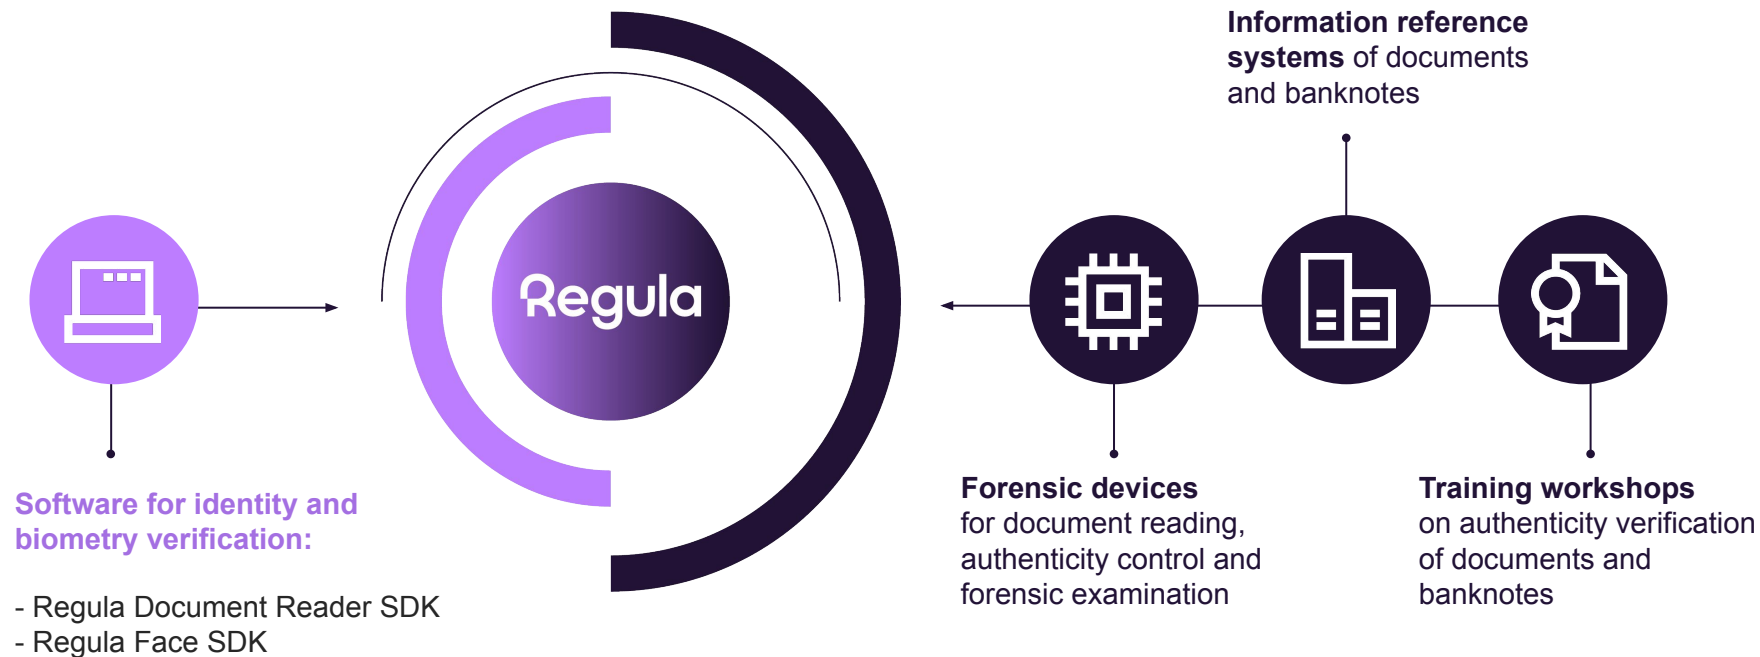 Information reference
systems of documents
and banknotes
Regula
Software for identity and
biometry verification:
- Regula Document Reader SDK
- Regula Face SDK
Forensic devices
for document reading,
authenticity control and
forensic examination
Training workshops
on authenticity verification
of documents and
banknotes